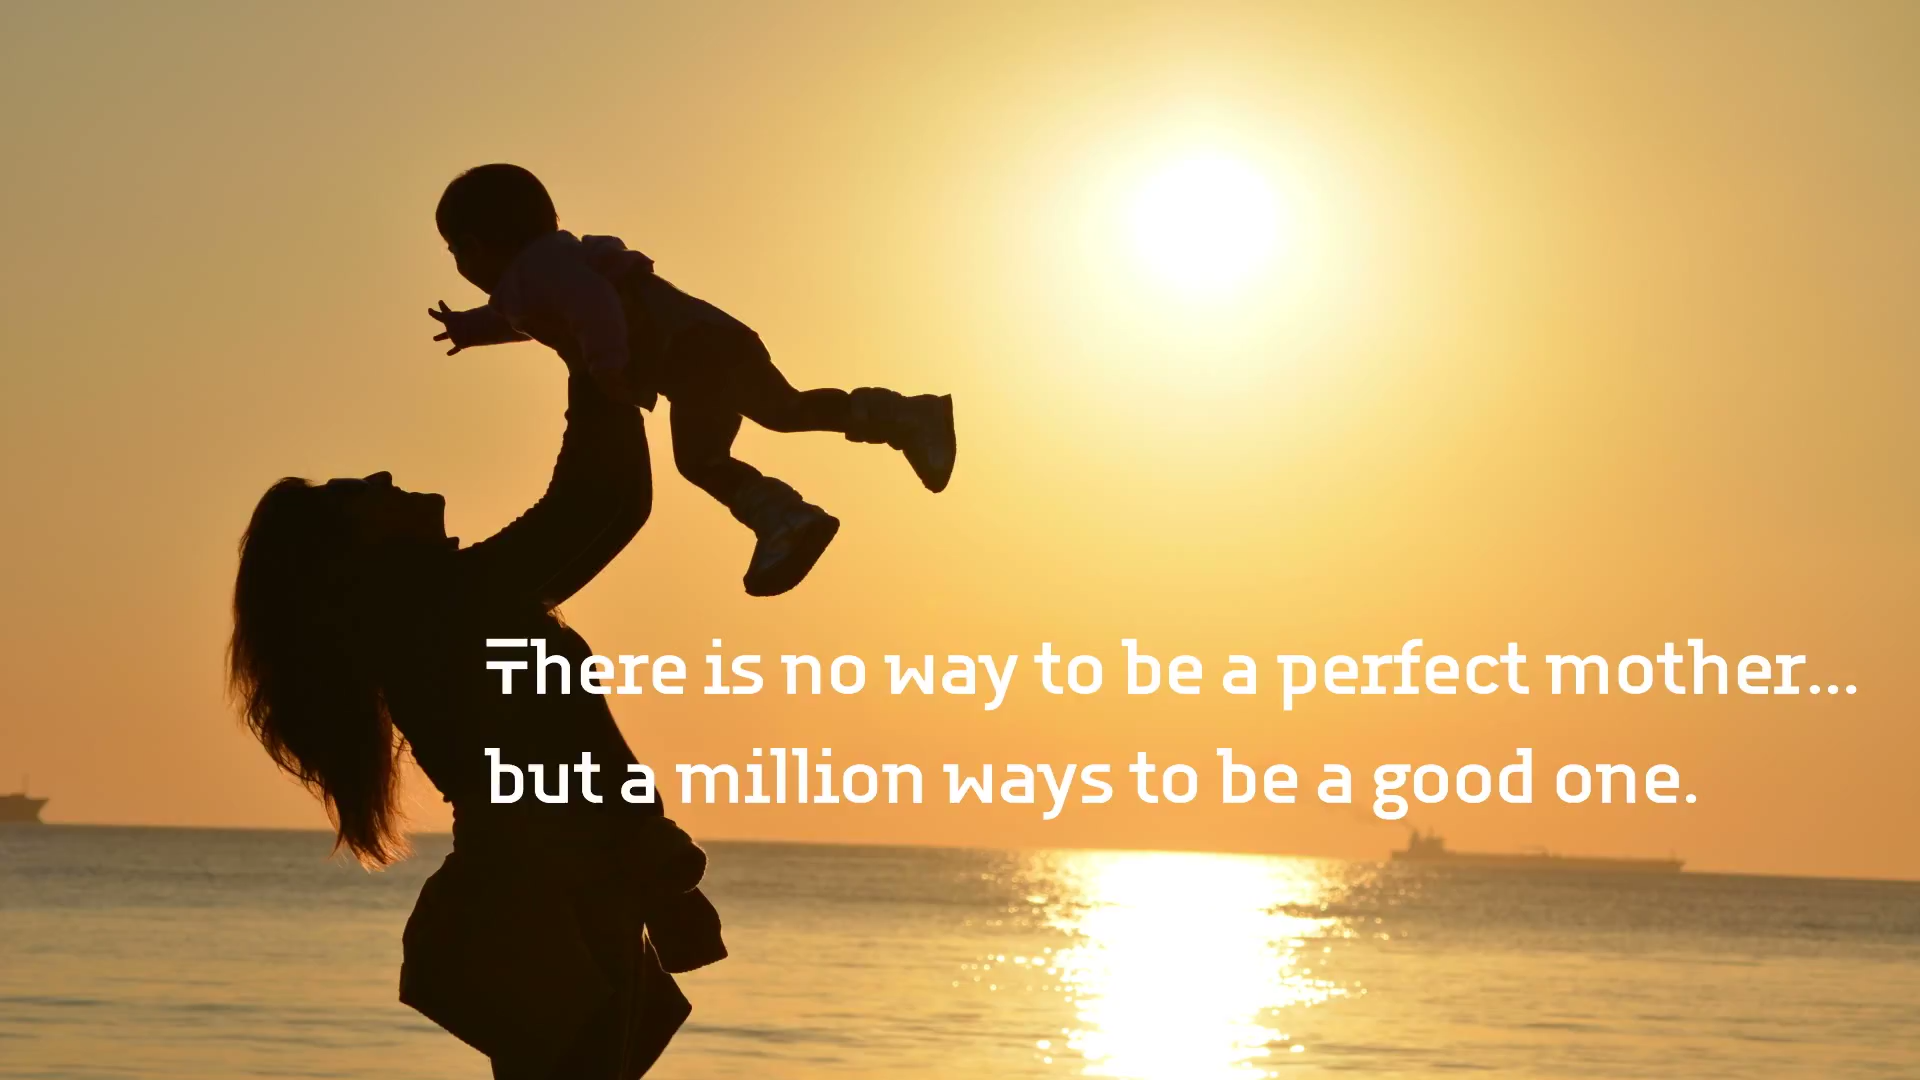 There is no way to be a perfect mother...
but a million ways to be a good one.